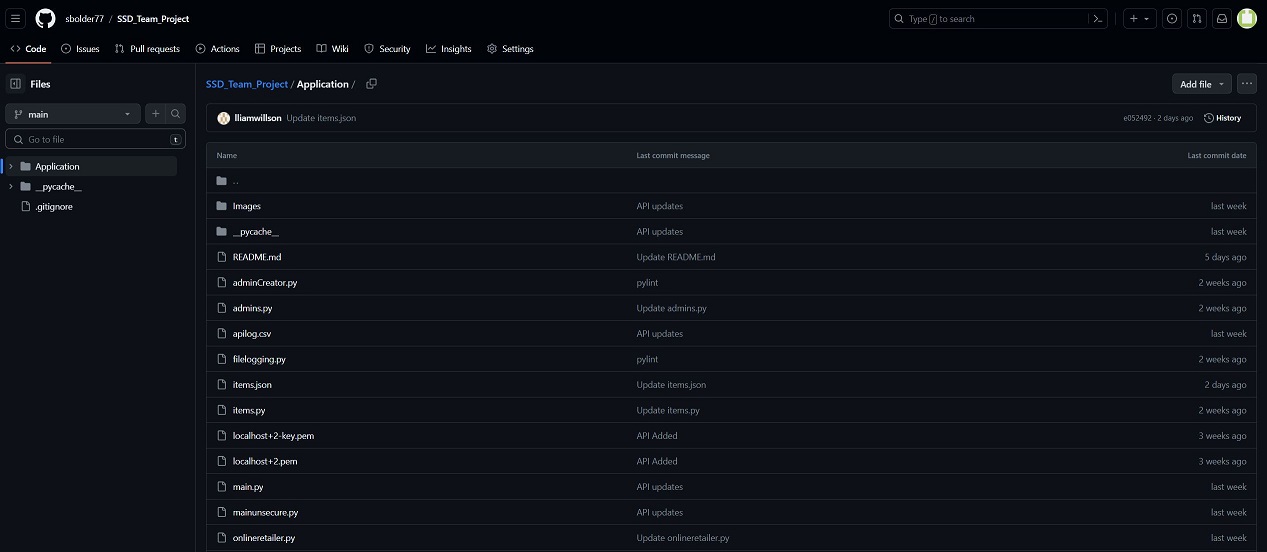 sbolder77 / SSD_Team_Project
Type / to search
Code Issues Pull requests Actions Projects Wiki Security Insights Settings
Files
main
Go to file t
Application
__pycache__
.gitignore
SSD_Team_Project / Application /
Add file
lliamwillson Update items.json e052492 · 2 days ago History
Name Last commit message Last commit date
..
Images API updates last week
__pycache__ API updates last week
README.md Update README.md 5 days ago
adminCreator.py pylint 2 weeks ago
admins.py Update admins.py 2 weeks ago
apilog.csv API updates last week
filelogging.py pylint 2 weeks ago
items.json Update items.json 2 days ago
items.py Update items.py 2 weeks ago
localhost+2-key.pem API Added 3 weeks ago
localhost+2.pem API Added 3 weeks ago
main.py API updates last week
mainunsecure.py API updates last week
onlineretailer.py Update onlineretailer.py last week